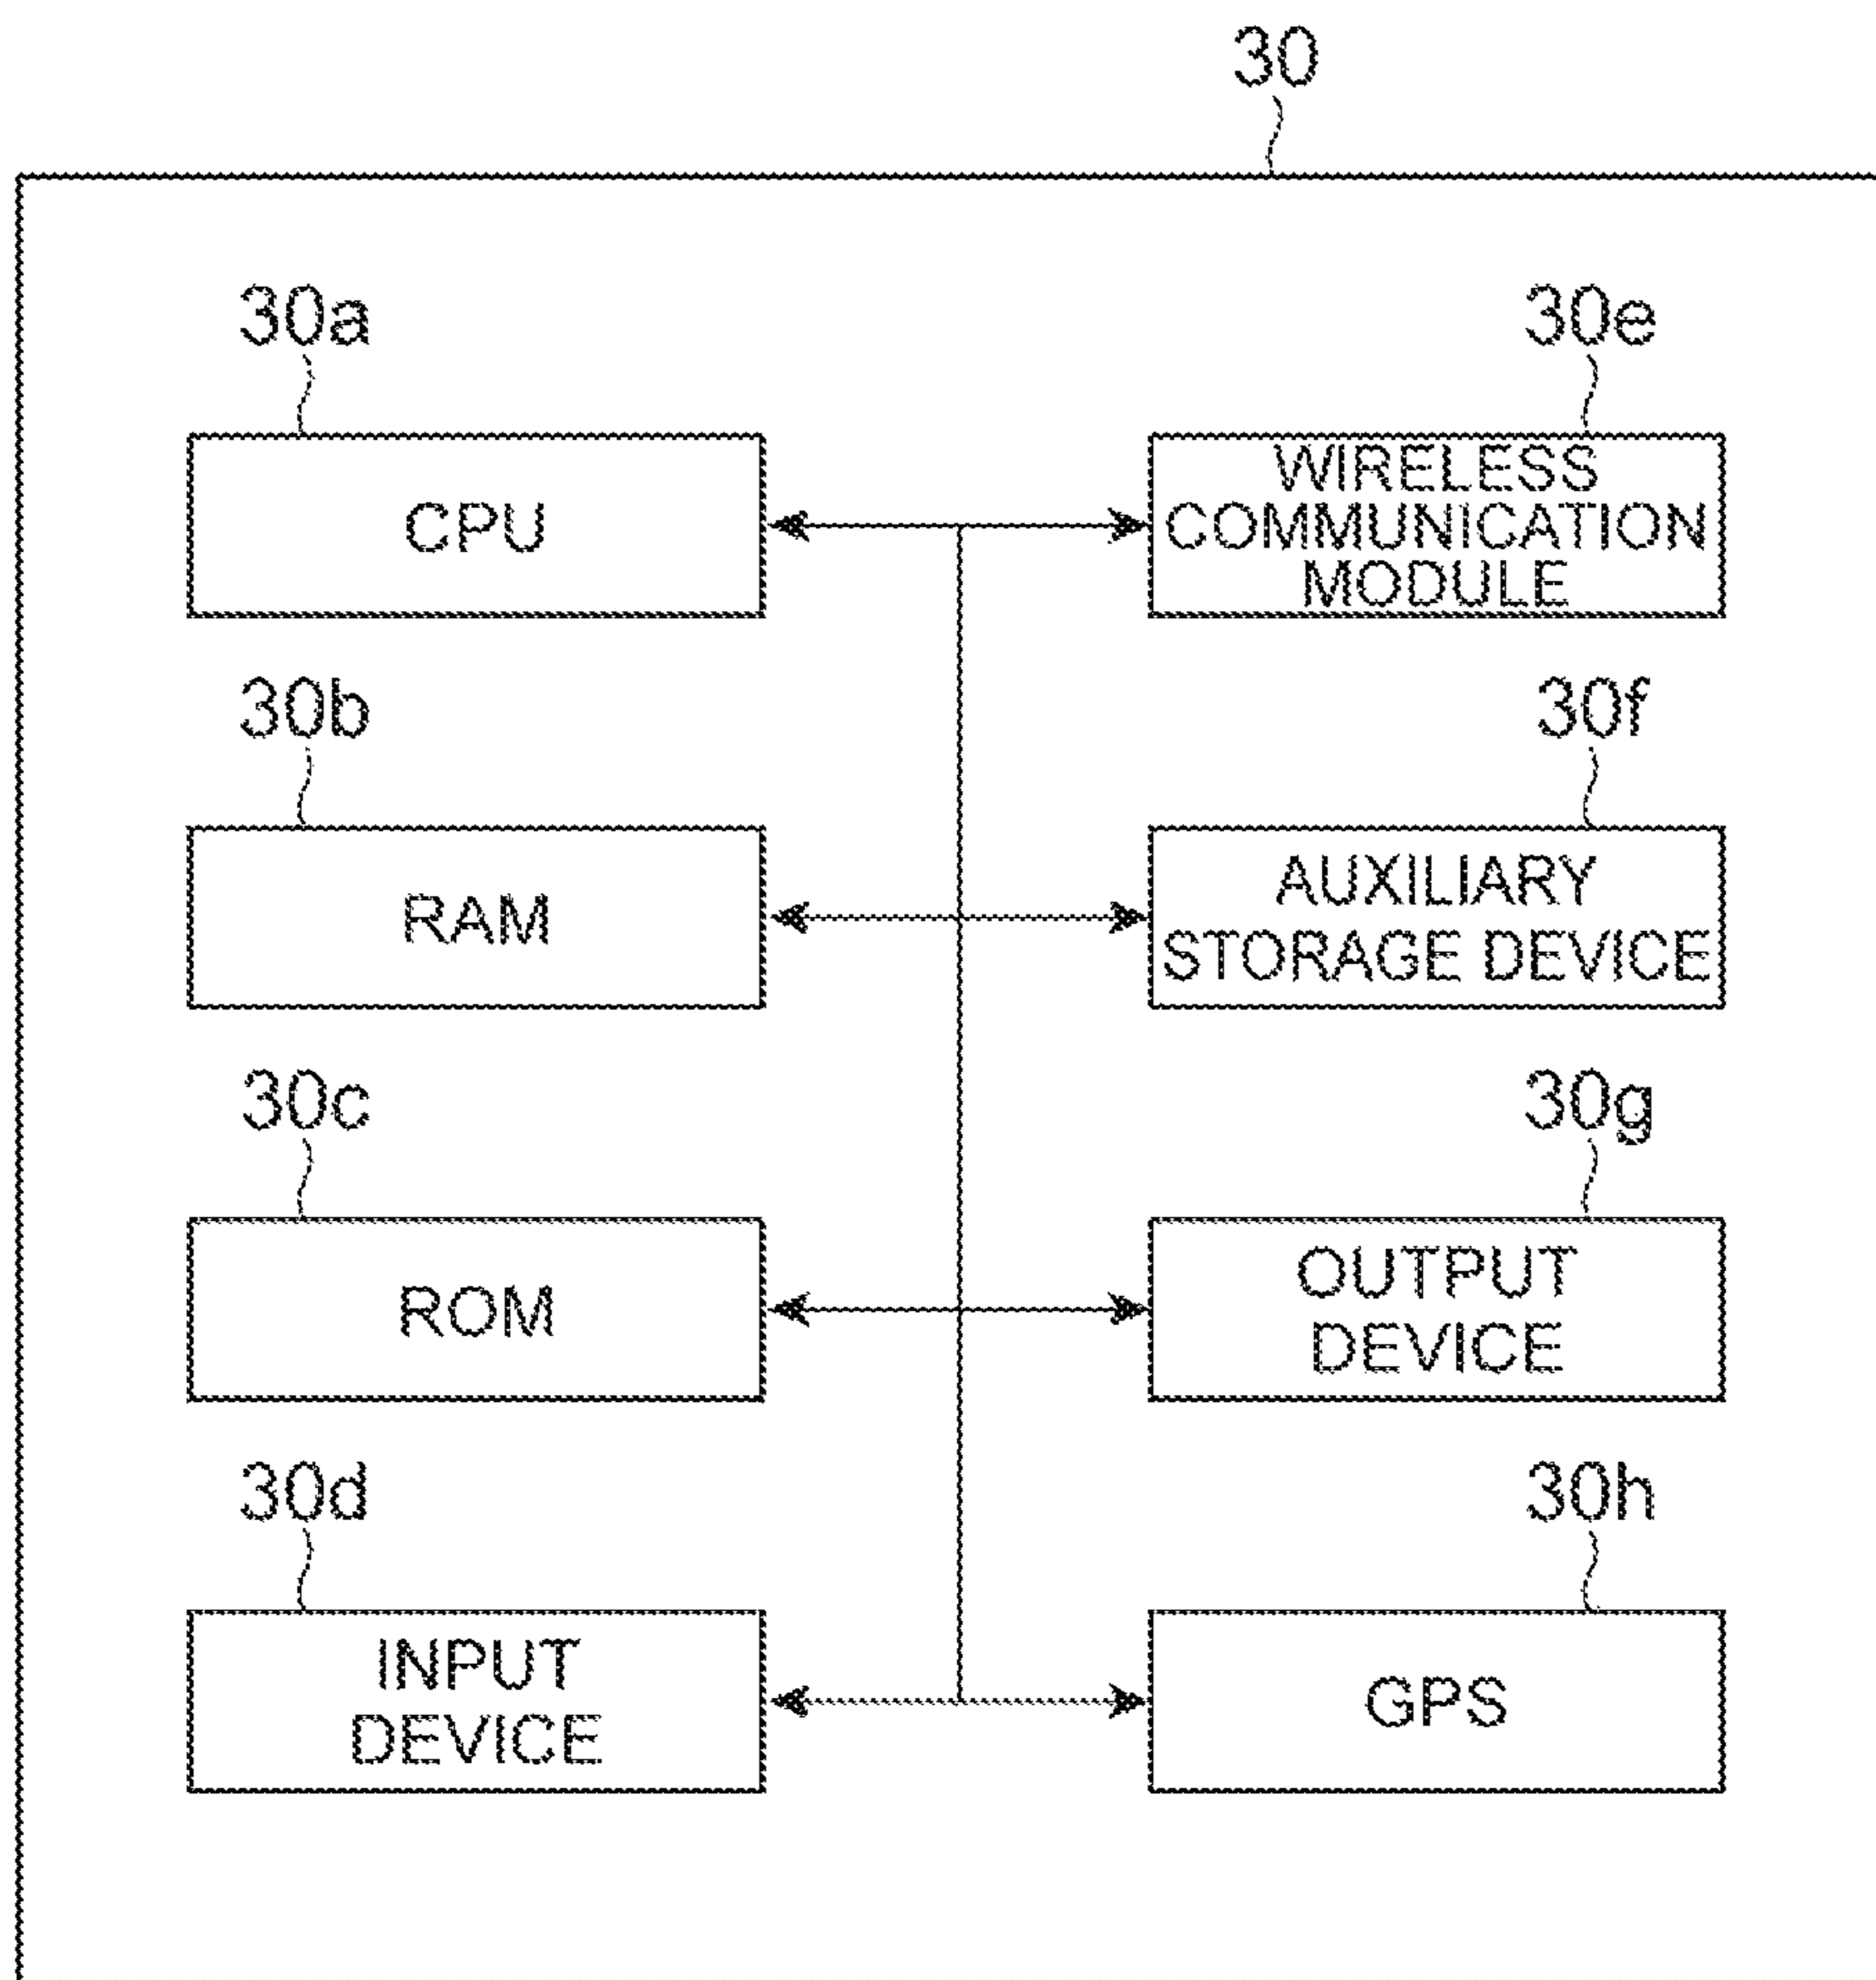 30
30a
30e
CPU
WIRELESS
COMMUNICATION
MODULE
30b
30f
RAM
AUXILIARY
STORAGE DEVICE
30c
30g
ROM
OUTPUT
DEVICE
30d
30h
INPUT
DEVICE
GPS